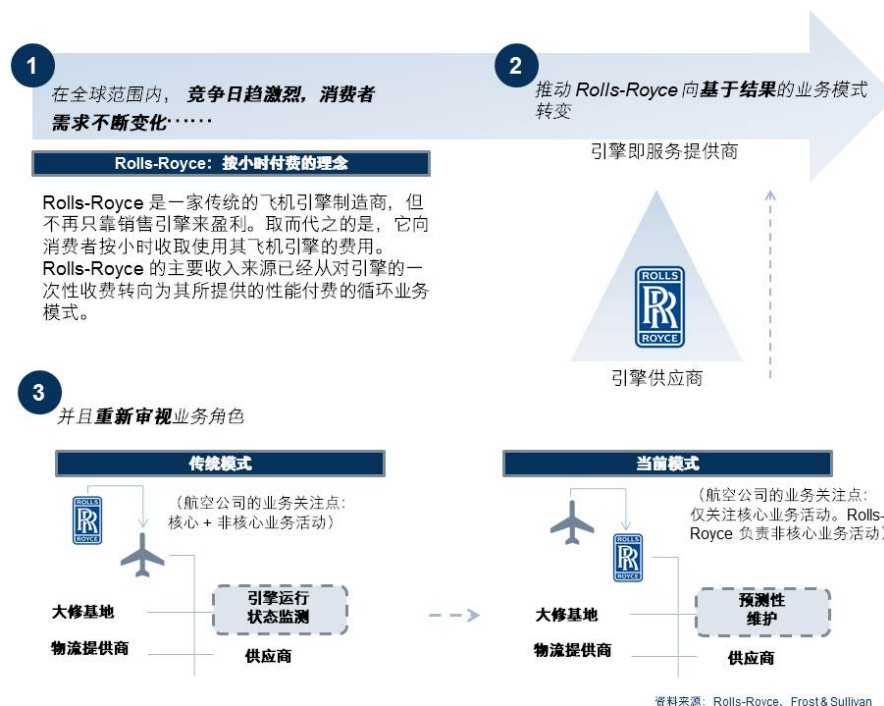 1
在全球范围内， 竞争日趋激烈，消费者
需求不断变化……
2
推动 Rolls-Royce 向基于结果的业务模式
转变
Rolls-Royce：按小时付费的理念
Rolls-Royce 是一家传统的飞机引擎制造商，但
不再只靠销售引擎来盈利。取而代之的是，它向
消费者按小时收取使用其飞机引擎的费用。
Rolls-Royce 的主要收入来源已经从对引擎的一
次性收费转向为其所提供的性能付费的循环业务
模式。
引擎即服务提供商
ROLLS
RR
ROYCE
引擎供应商
3
并且重新审视业务角色
传统模式
ROLLS
RR
ROYCE
（航空公司的业务关注点：
核心 + 非核心业务活动）
大修基地
引擎运行
状态监测
物流提供商
供应商
当前模式
ROLLS
RR
ROYCE
（航空公司的业务关注点：
仅关注核心业务活动。Rolls-
Royce 负责非核心业务活动）
大修基地
预测性
维护
物流提供商
供应商
资料来源：Rolls-Royce、Frost & Sullivan